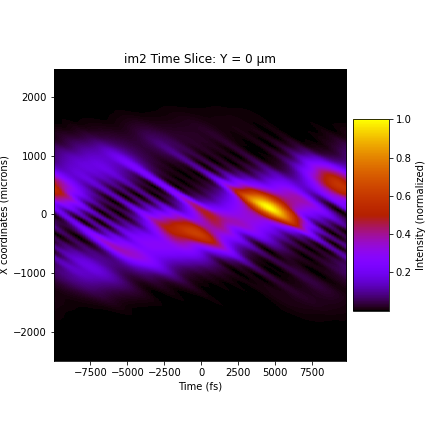 im2 Time Slice: Y = 0 μm
2000
1000
0
−1000
−2000
X coordinates (microns)
−7500 −5000 −2500 0 2500 5000 7500
Time (fs)
1.0
0.8
0.6
0.4
0.2
Intensity (normalized)